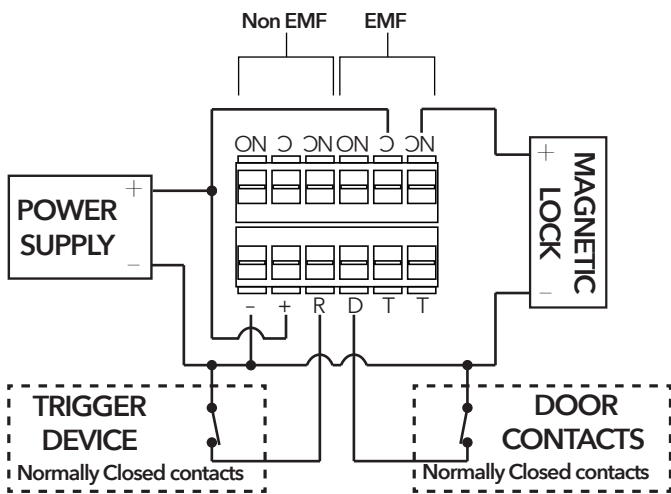 Non EMF EMF
NO C NC NO C NC
+
POWER
SUPPLY
-
+
MAGNETIC
LOCK
-
- + R D T T
TRIGGER
DEVICE
Normally Closed contacts
DOOR
CONTACTS
Normally Closed contacts